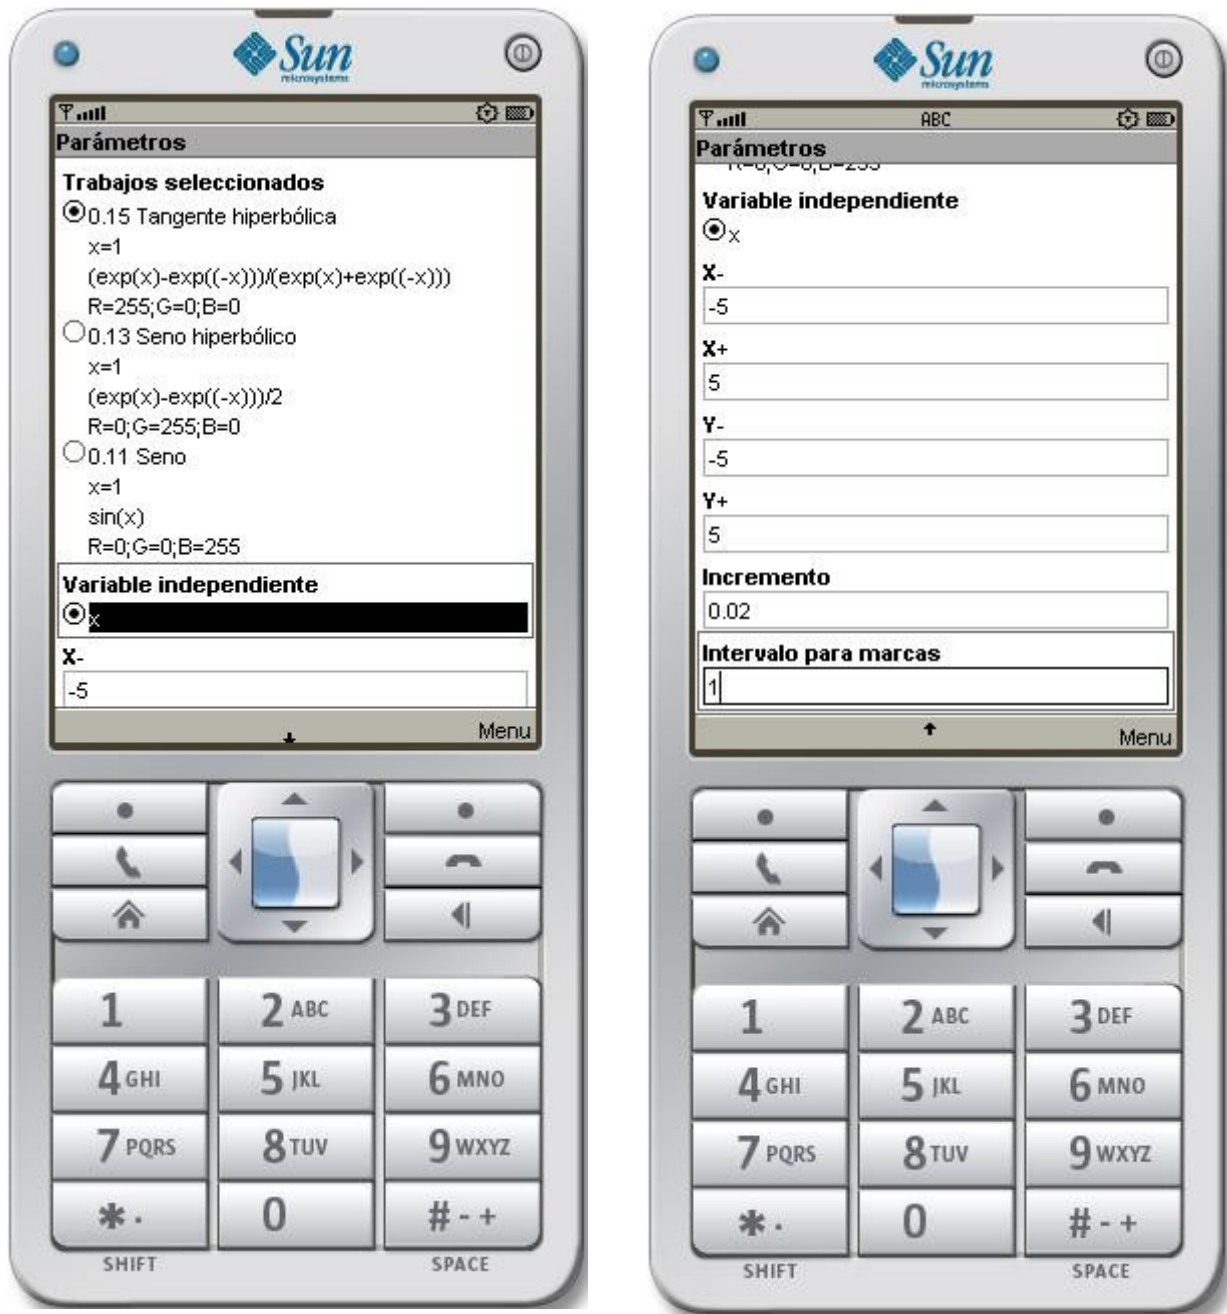 Sun
microsystems
Parámetros
Trabajos seleccionados
0.15 Tangente hiperbólica
x=1
(exp(x)-exp((-x)))/(exp(x)+exp((-x)))
R=255;G=0;B=0
0.13 Seno hiperbólico
x=1
(exp(x)-exp((-x)))/2
R=0;G=255;B=0
0.11 Seno
x=1
sin(x)
R=0;G=0;B=255
Variable independiente
x
X-
-5
Menu
1
2 ABC
3 DEF
4 GHI
5 JKL
6 MNO
7 PQRS
8 TUV
9 WXYZ
* .
0
# - +
SHIFT
SPACE
Sun
microsystems
ABC
Parámetros
R=0;G=0;B=255
Variable independiente
x
X-
-5
X+
5
Y-
-5
Y+
5
Incremento
0.02
Intervalo para marcas
1
Menu
1
2 ABC
3 DEF
4 GHI
5 JKL
6 MNO
7 PQRS
8 TUV
9 WXYZ
* .
0
# - +
SHIFT
SPACE